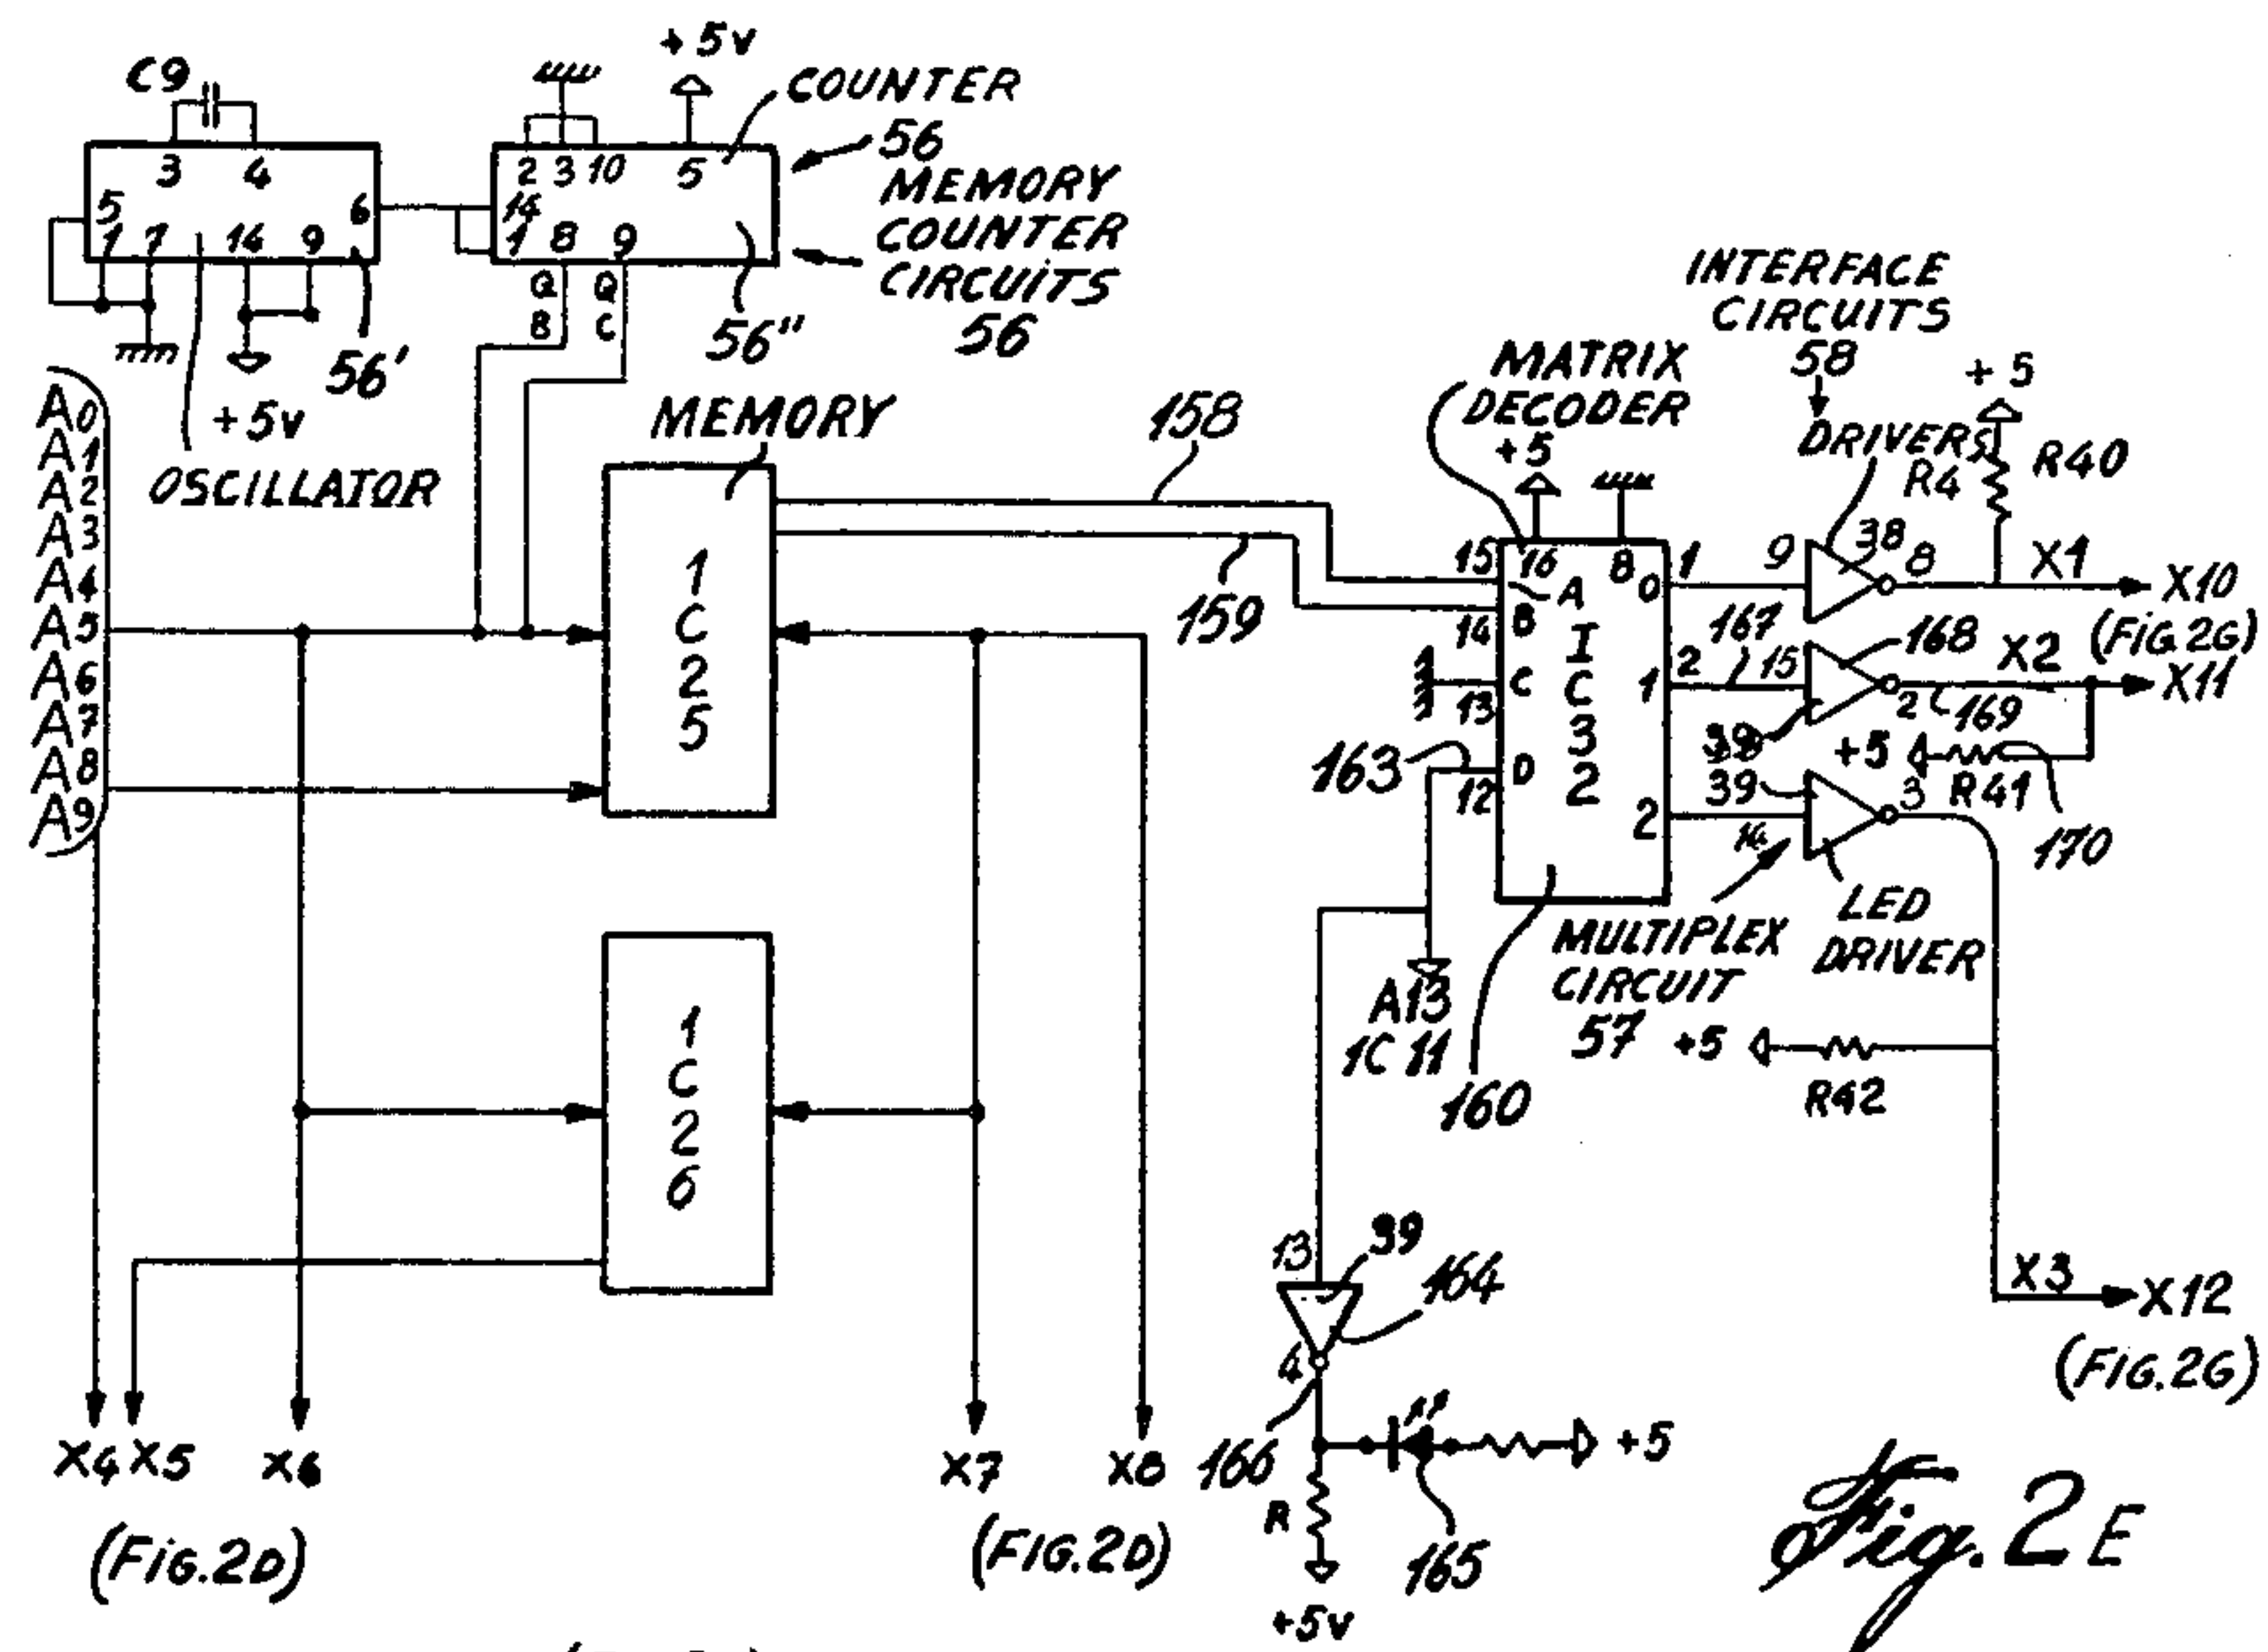 C9
3 4
5 6
1 7 14 9
+5v
56'
OSCILLATOR
+5v
2 3 10 5
14
1 8 9
Q Q
B C
56"
COUNTER
56
MEMORY
COUNTER
CIRCUITS
56
A0
A1
A2
A3
A4
A5
A6
A7
A8
A9
MEMORY
1
C
2
5
1
C
2
6
158
159
MATRIX
DECODER
+5
15 16 8
A
14 B
C
13
D
12
I
C
3
2
0 1
1 2
2
163
160
A13
1C 11
INTERFACE
CIRCUITS
58
DRIVERS
R4
+5
R40
9 38 8 X1 X10
(FIG. 2G)
167 15 168 X2 X11
39 2 169
+5 R41
170
39 3
14
LED
DRIVER
MULTIPLEX
CIRCUIT
57
+5
R42
13 39
164
4
166
165
+5
R
+5v
X3 X12
(FIG.2G)
X4 X5 X6
(FIG.2D)
X7 X8
(FIG.2D)
Fig. 2E